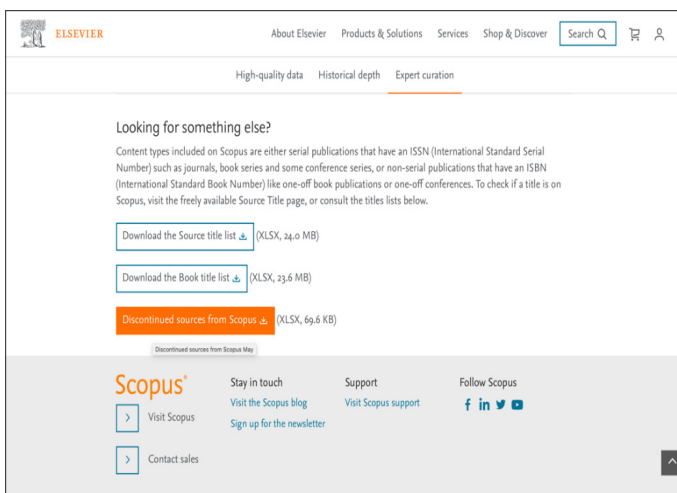 ELSEVIER
About Elsevier Products & Solutions Services Shop & Discover Search
High-quality data Historical depth Expert curation
Looking for something else?
Content types included on Scopus are either serial publications that have an ISSN (International Standard Serial
Number) such as journals, book series and some conference series, or non-serial publications that have an ISBN
(International Standard Book Number) like one-off book publications or one-off conferences. To check if a title is on
Scopus, visit the freely available Source Title page, or consult the titles lists below.
Download the Source title list (XLSX, 24.0 MB)
Download the Book title list (XLSX, 23.6 MB)
Discontinued sources from Scopus (XLSX, 69.6 KB)
Discontinued sources from Scopus May
Scopus®
Stay in touch Support Follow Scopus
Visit the Scopus blog Visit Scopus support
Visit Scopus
Sign up for the newsletter
Contact sales